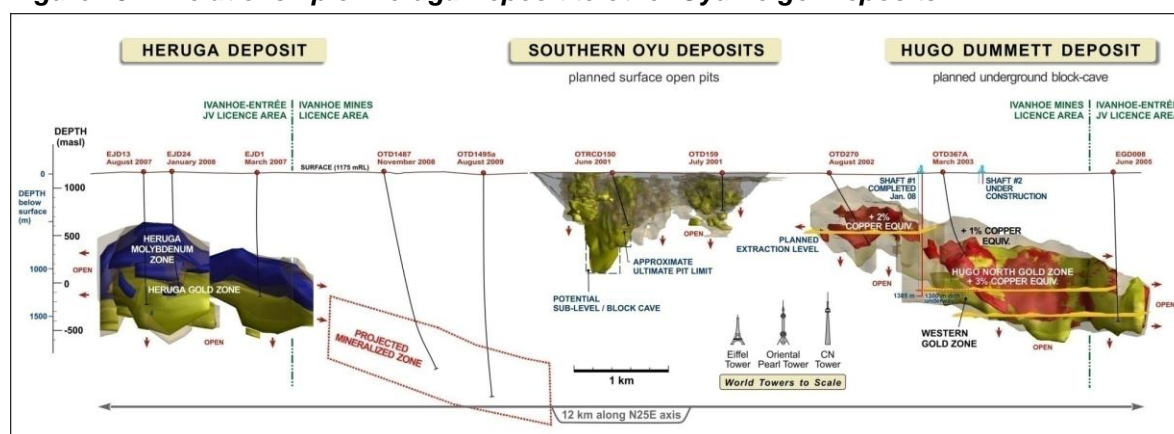 HERUGA DEPOSIT
SOUTHERN OYU DEPOSITS
planned surface open pits
HUGO DUMMETT DEPOSIT
planned underground block-cave
IVANHOE-ENTRÉE
JV LICENCE AREA
IVANHOE MINES
LICENCE AREA
IVANHOE MINES
LICENCE AREA
IVANHOE-ENTRÉE
JV LICENCE AREA
DEPTH
(masl)
EJD13
August 2007
EJD24
January 2008
EJD1
March 2007
OTD1487
November 2008
OTD1495a
August 2009
OTRCD150
June 2001
OTD159
July 2001
OTD270
August 2002
OTD367A
March 2003
EGD008
June 2005
SURFACE (1175 mRL)
0
1000
DEPTH
below
surface
(m)
500
500
1000
0
1500
-500
SHAFT #1
COMPLETED
Jan. 08
SHAFT #2
UNDER
CONSTRUCTION
HERUGA
MOLYBDENUM
ZONE
HERUGA GOLD ZONE
OPEN
OPEN
PROJECTED
MINERALIZED ZONE
OPEN
APPROXIMATE
ULTIMATE PIT LIMIT
POTENTIAL
SUB-LEVEL / BLOCK CAVE
PLANNED
EXTRACTION LEVEL
+ 2%
COPPER EQUIV.
+ 1% COPPER
EQUIV.
OPEN
HUGO NORTH GOLD ZONE
+ 3% COPPER EQUIV.
WESTERN
GOLD ZONE
OPEN
Eiffel
Tower
Oriental
Pearl Tower
CN
Tower
World Towers to Scale
1 km
12 km along N25E axis